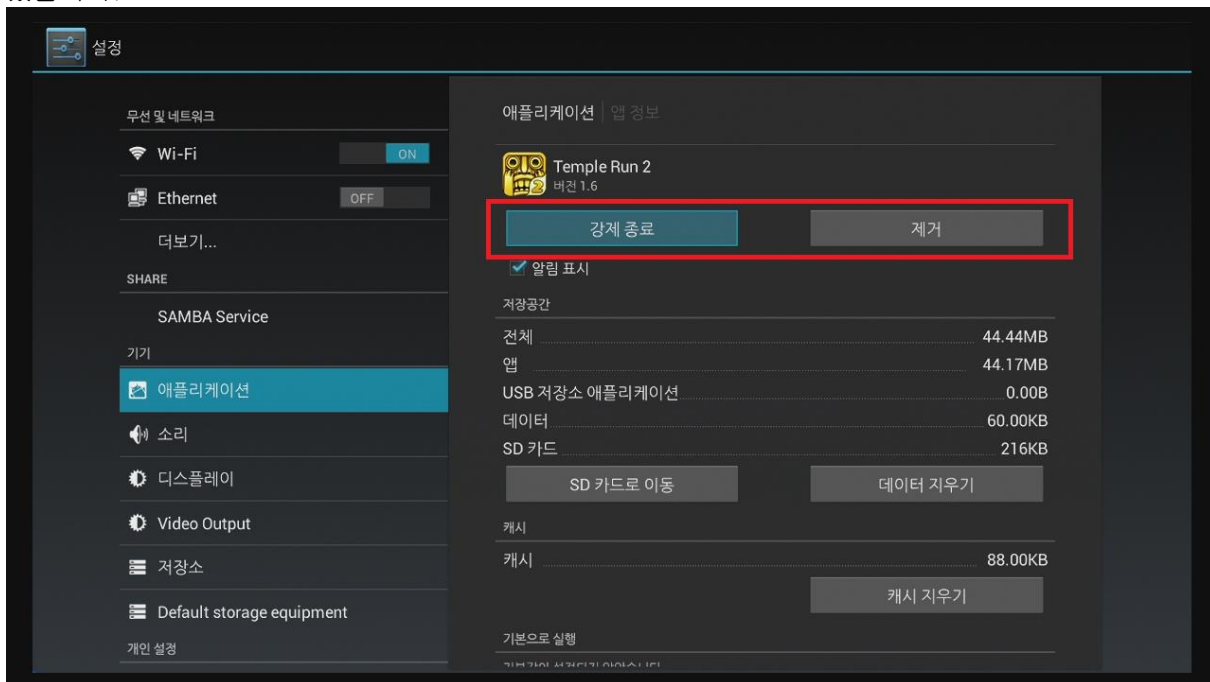 설정
무선 및 네트워크
Wi-Fi ON
Ethernet OFF
더보기...
SHARE
SAMBA Service
기기
애플리케이션
소리
디스플레이
Video Output
저장소
Default storage equipment
개인 설정
애플리케이션 | 앱 정보
Temple Run 2
버전 1.6
강제 종료 제거
알림 표시
저장공간
전체 44.44MB
앱 44.17MB
USB 저장소 애플리케이션 0.00B
데이터 60.00KB
SD 카드 216KB
SD 카드로 이동 데이터 지우기
캐시
캐시 88.00KB
캐시 지우기
기본으로 실행